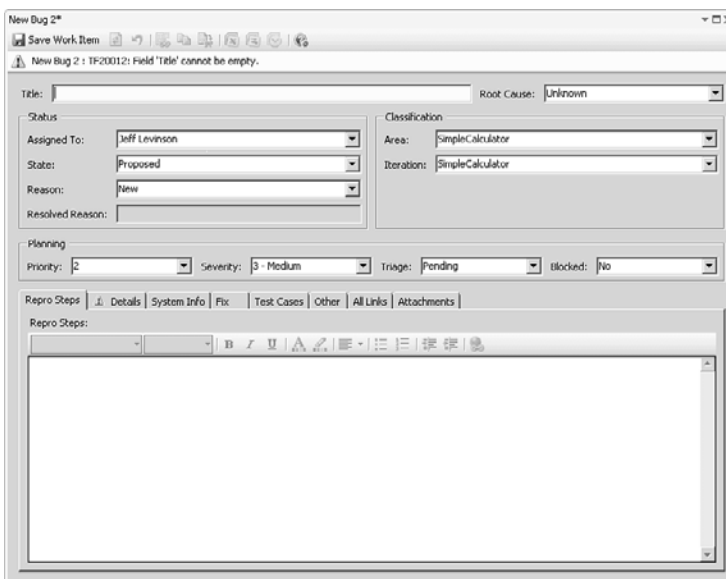 New Bug 2*
Save Work Item
New Bug 2 : TF20012: Field 'Title' cannot be empty.
Title: Root Cause: Unknown
Status Classification
Assigned To: Jeff Levinson Area: SimpleCalculator
State: Proposed Iteration: SimpleCalculator
Reason: New
Resolved Reason:
Planning
Priority: 2 Severity: 3 - Medium Triage: Pending Blocked: No
Repro Steps Details System Info Fix Test Cases Other All Links Attachments
Repro Steps:
B I U A